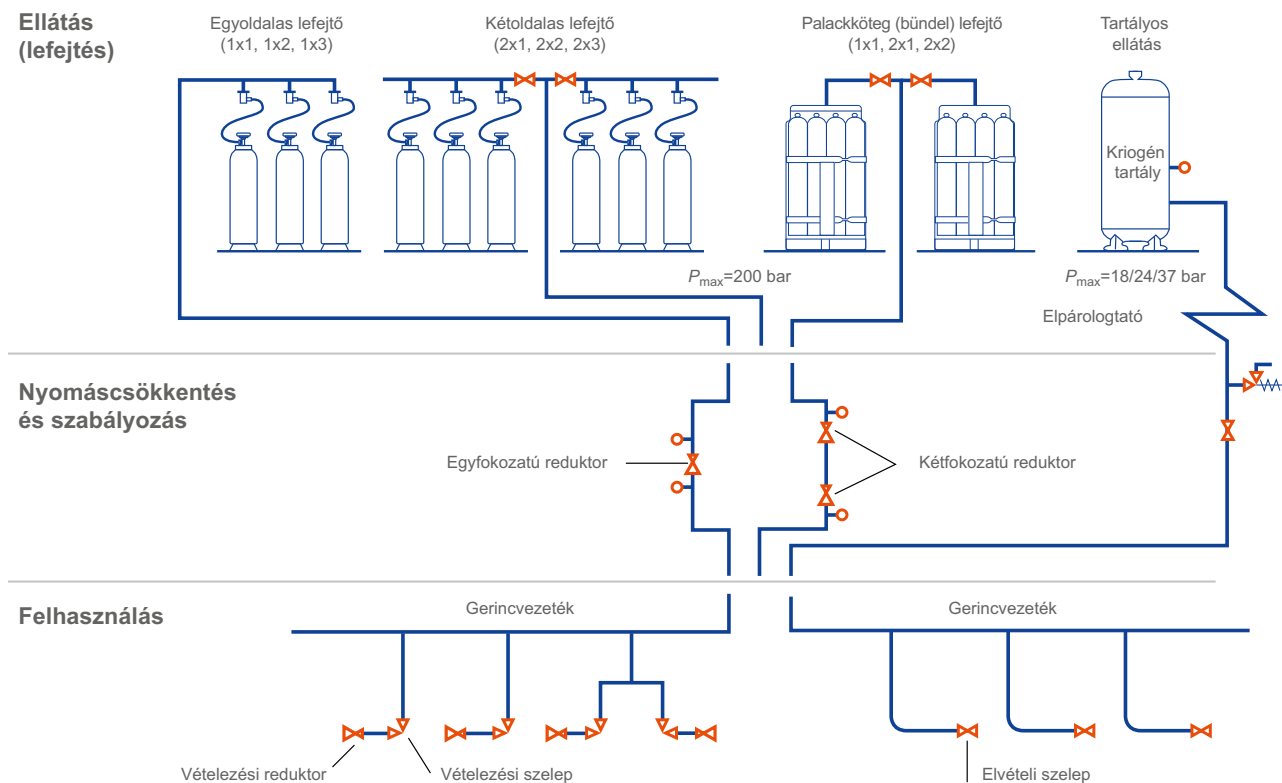 Ellátás
(lefejtés)
Egyoldalas lefejtő
(1x1, 1x2, 1x3)
Kétoldalas lefejtő
(2x1, 2x2, 2x3)
Palackköteg (bündel) lefejtő
(1x1, 2x1, 2x2)
Tartályos
ellátás
Kriogén
tartály
Pmax=200 bar
Pmax=18/24/37 bar
Elpárologtató
Nyomáscsökkentés
és szabályozás
Egyfokozatú reduktor
Kétfokozatú reduktor
Felhasználás
Gerincvezeték
Gerincvezeték
Vételezési reduktor
Vételezési szelep
Elvételi szelep